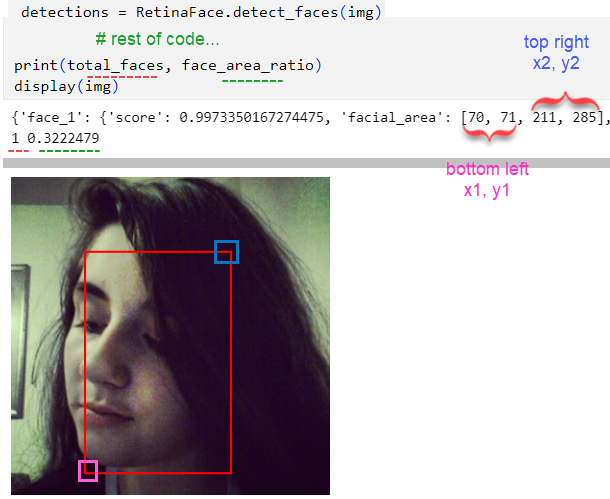 detections = RetinaFace.detect_faces(img)
# rest of code...
print(total_faces, face_area_ratio)
display(img)
top right
x2, y2
{'face_1': {'score': 0.9973350167274475, 'facial_area': [70, 71, 211, 285],
1 0.3222479
bottom left
x1, y1